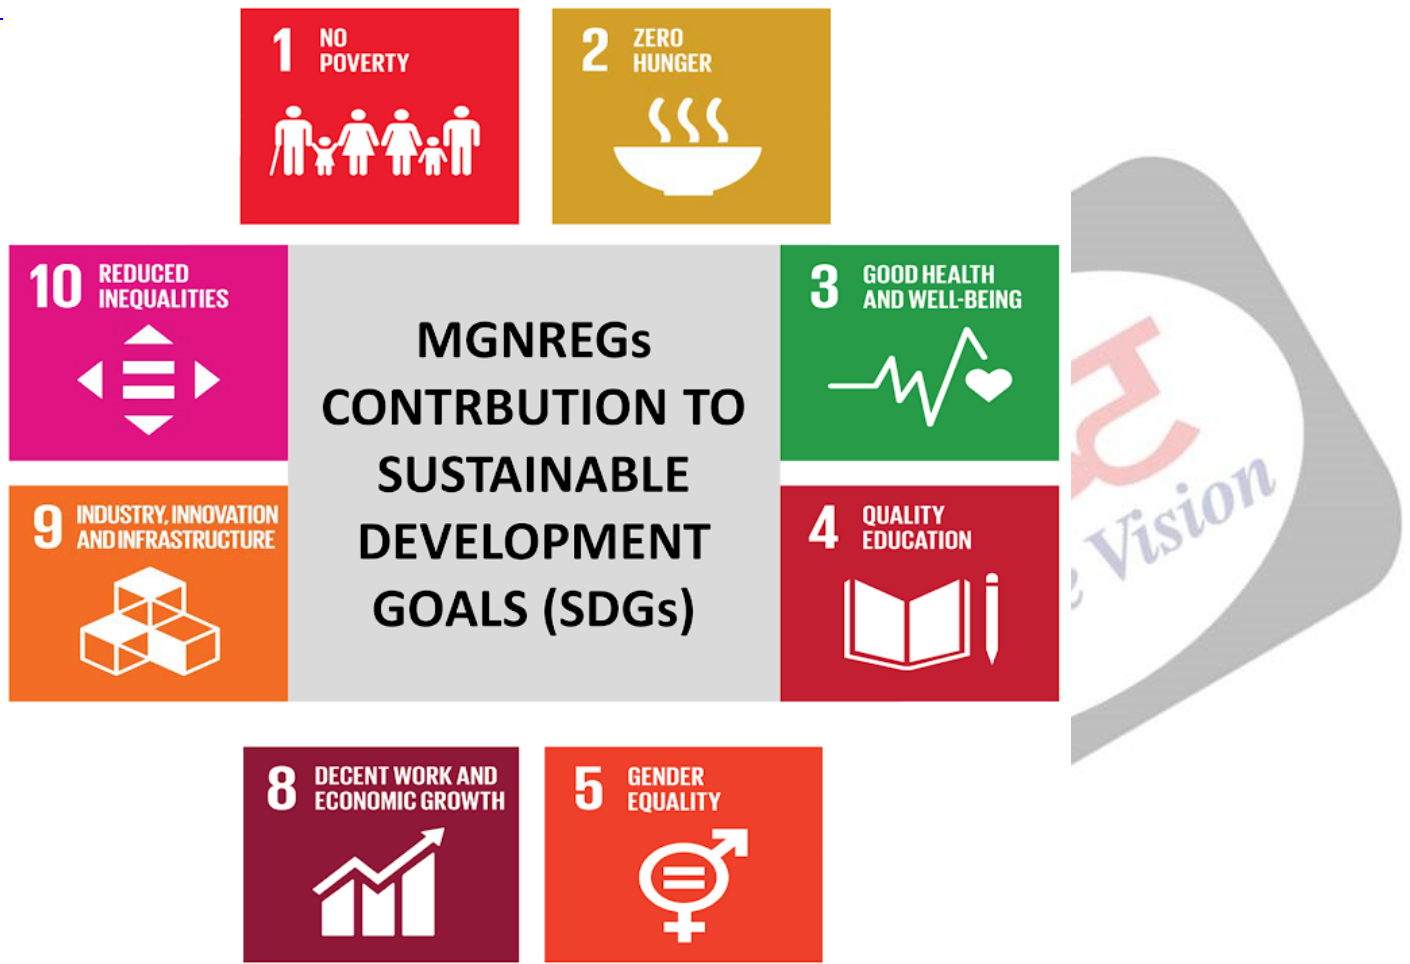 1 NO
POVERTY
2 ZERO
HUNGER
10 REDUCED
INEQUALITIES
MGNREGs
CONTRBUTION TO
SUSTAINABLE
DEVELOPMENT
GOALS (SDGs)
3 GOOD HEALTH
AND WELL-BEING
9 INDUSTRY, INNOVATION
AND INFRASTRUCTURE
4 QUALITY
EDUCATION
8 DECENT WORK AND
ECONOMIC GROWTH
5 GENDER
EQUALITY
Vision